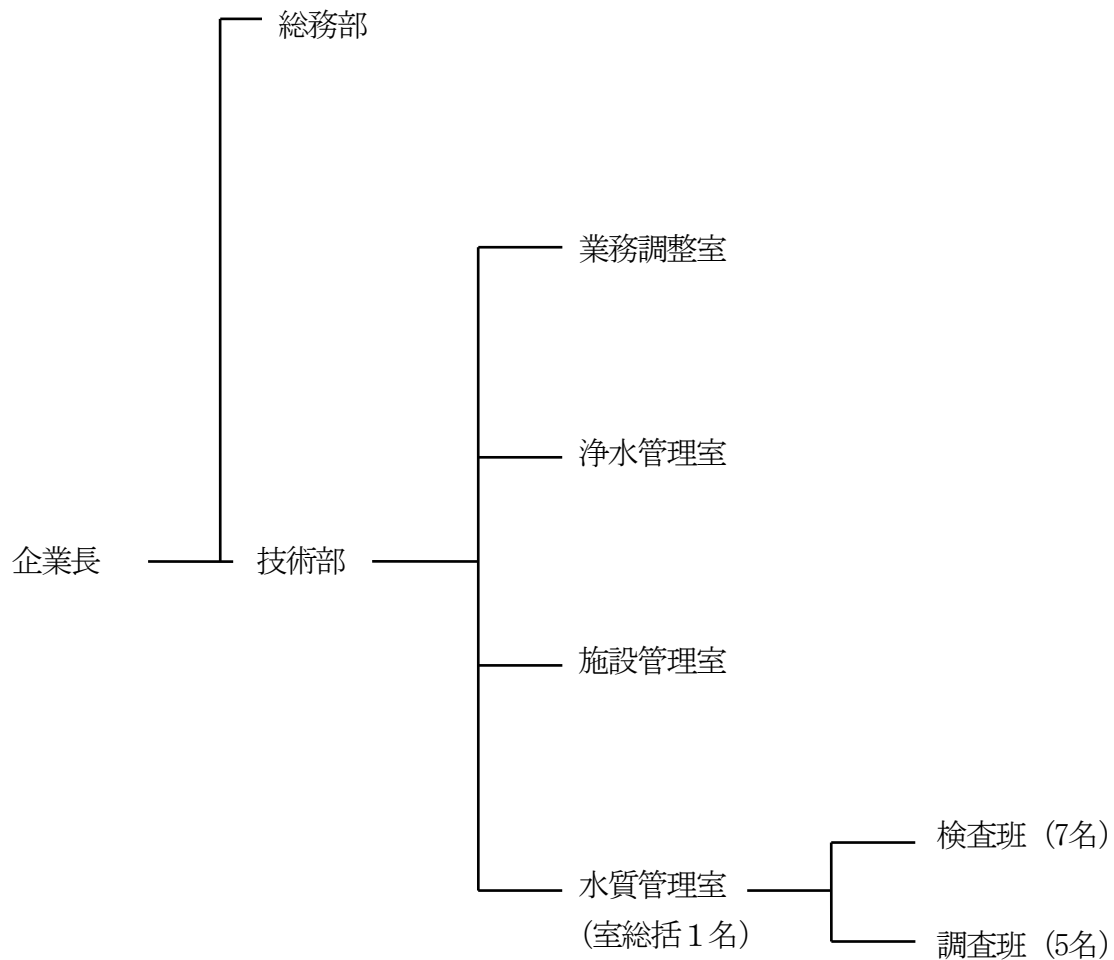 総務部
業務調整室
浄水管理室
企業長
技術部
施設管理室
水質管理室
（室総括１名）
検査班（7名）
調査班（5名）